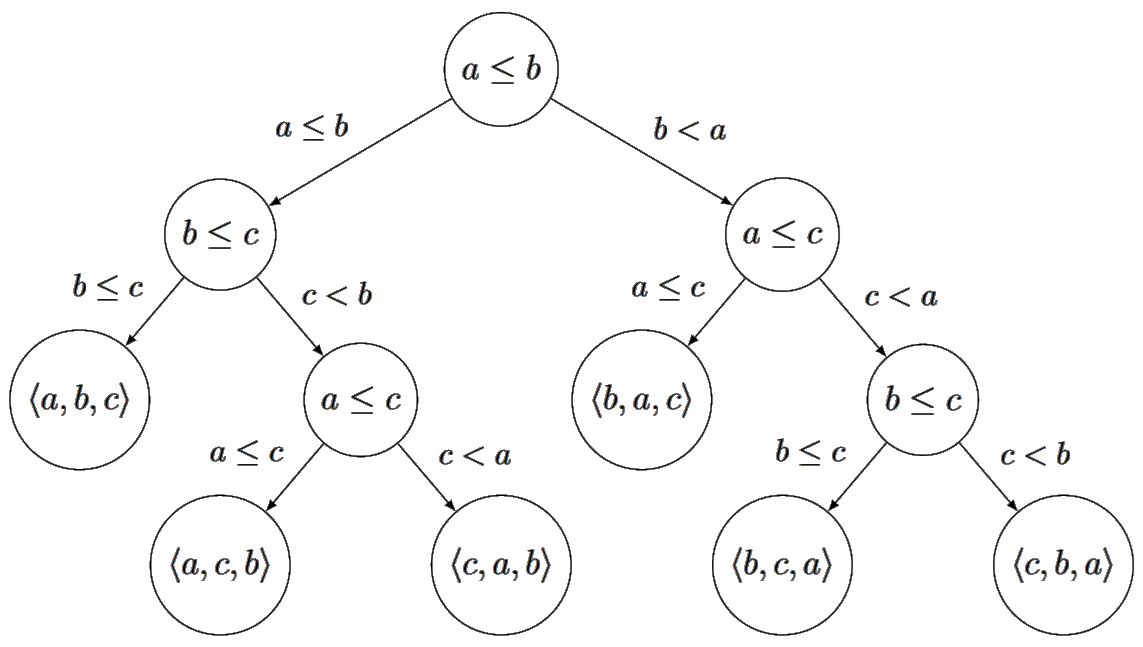 a ≤ b
a ≤ b
b < a
b ≤ c
a ≤ c
b ≤ c
c < b
a ≤ c
c < a
⟨a, b, c⟩
a ≤ c
⟨b, a, c⟩
b ≤ c
a ≤ c
c < a
b ≤ c
c < b
⟨a, c, b⟩
⟨c, a, b⟩
⟨b, c, a⟩
⟨c, b, a⟩